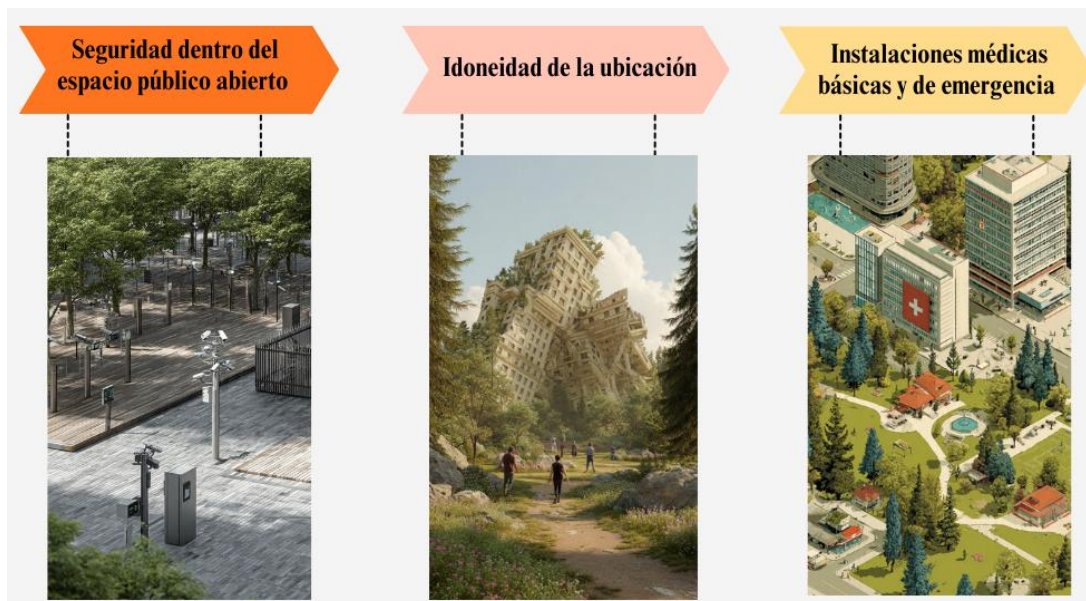 Seguridad dentro del
espacio público abierto
Idoneidad de la ubicación
Instalaciones médicas
básicas y de emergencia